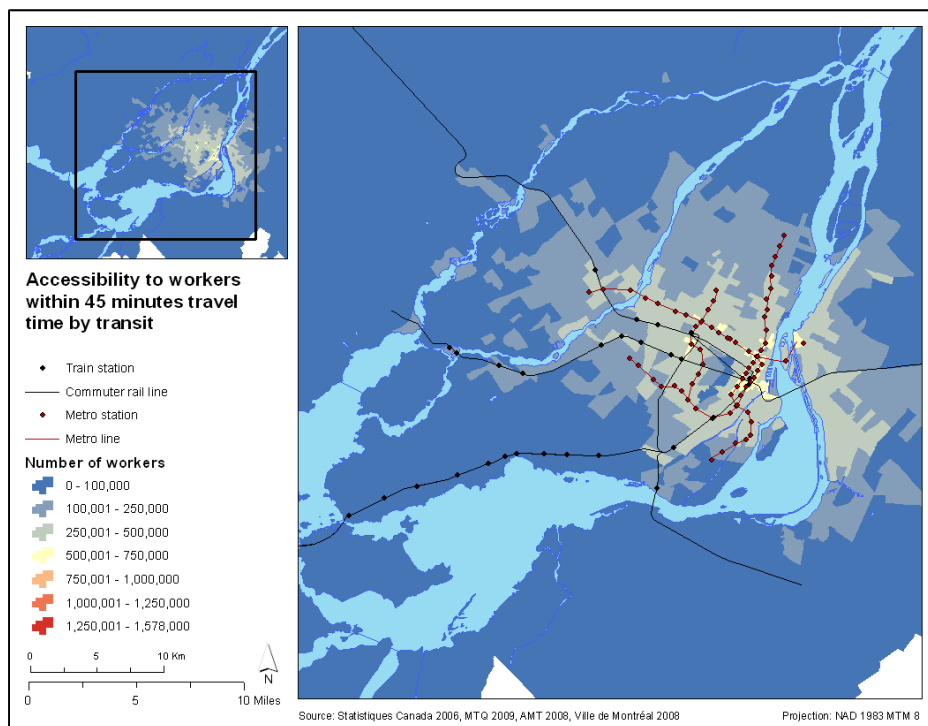 Accessibility to workers
within 45 minutes travel
time by transit
Train station
Commuter rail line
Metro station
Metro line
Number of workers
0 - 100,000
100,001 - 250,000
250,001 - 500,000
500,001 - 750,000
750,001 - 1,000,000
1,000,001 - 1,250,000
1,250,001 - 1,578,000
0 5 10 Km
N
0 5 10 Miles
Source: Statistiques Canada 2006, MTQ 2009, AMT 2008, Ville de Montréal 2008 Projection: NAD 1983 MTM 8